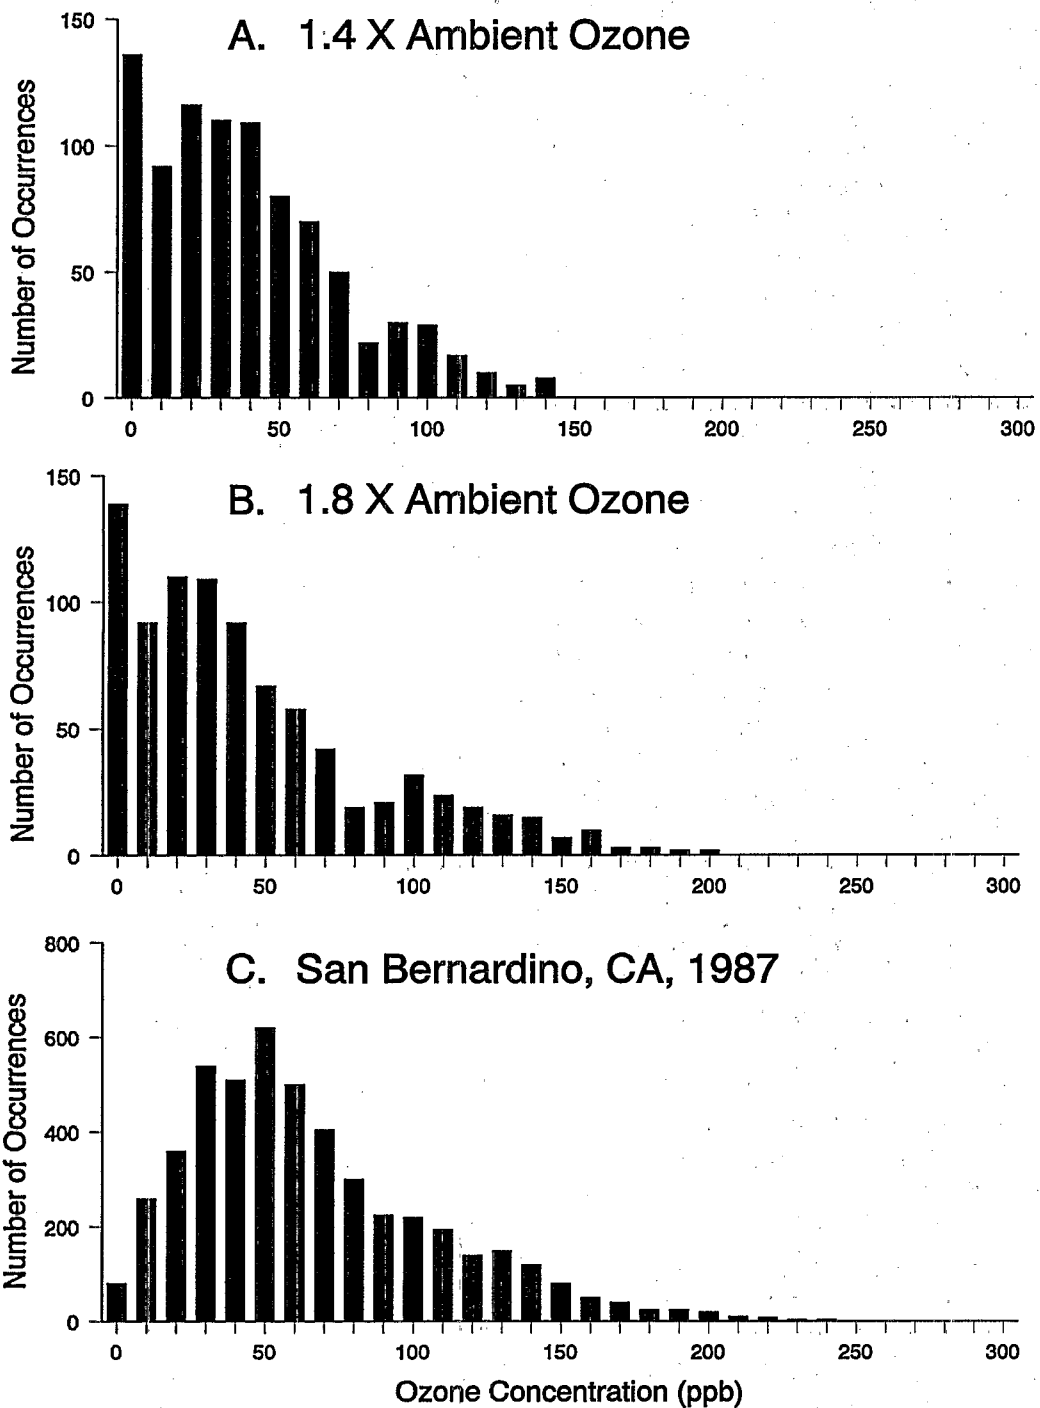 A. 1.4 X Ambient Ozone
150
100
50
0
Number of Occurrences
0 50 100 150 200 250 300
B. 1.8 X Ambient Ozone
150
100
50
0
Number of Occurrences
0 50 100 150 200 250 300
C. San Bernardino, CA, 1987
800
600
400
200
0
Number of Occurrences
0 50 100 150 200 250 300
Ozone Concentration (ppb)